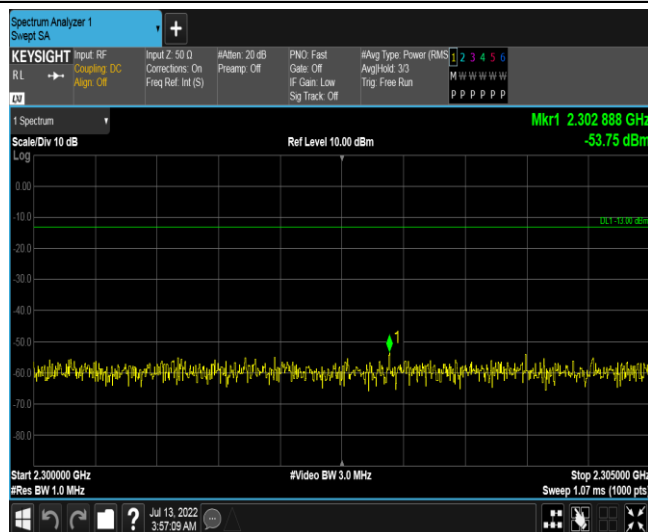 Spectrum Analyzer 1
Swept SA
+
KEYSIGHT
RL
LXI
Input: RF
Coupling: DC
Align: Off
Input Z: 50 Ω
Corrections: On
Freq Ref: Int (S)
#Atten: 20 dB
Preamp: Off
PNO: Fast
Gate: Off
IF Gain: Low
Sig Track: Off
#Avg Type: Power (RMS
Avg|Hold: 3/3
Trig: Free Run
1 2 3 4 5 6
M W W W W W
P P P P P P
1 Spectrum
Mkr1 2.302 888 GHz
Scale/Div 10 dB
Ref Level 10.00 dBm
-53.75 dBm
Log
0.00
-10.0
DL1 -13.00 dBm
-20.0
-30.0
-40.0
-50.0
1
-60.0
-70.0
-80.0
Start 2.300000 GHz
#Video BW 3.0 MHz
Stop 2.305000 GHz
#Res BW 1.0 MHz
Sweep 1.07 ms (1000 pts)
?
Jul 13, 2022
3:57:09 AM